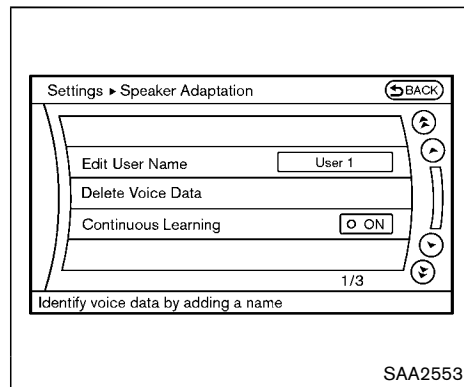 Settings ▸ Speaker Adaptation BACK
Edit User Name User 1
Delete Voice Data
Continuous Learning ON
1/3
Identify voice data by adding a name
SAA2553